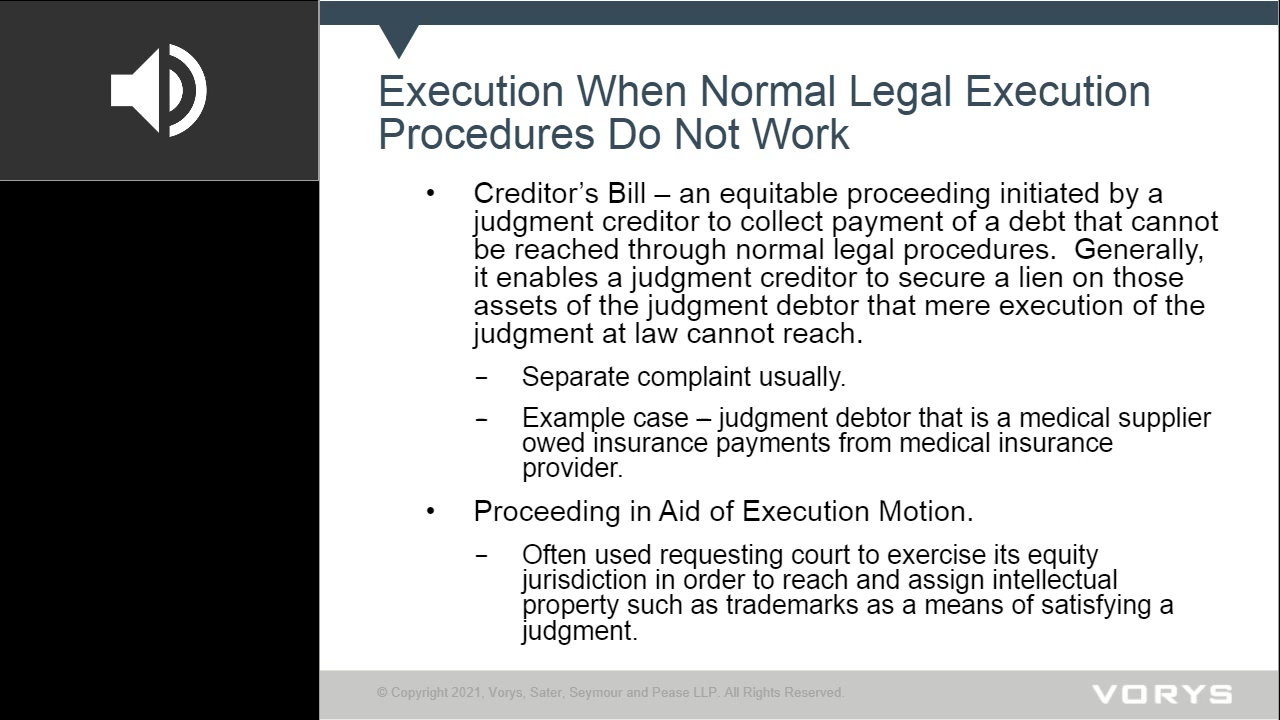 Execution When Normal Legal Execution
Procedures Do Not Work
• Creditor’s Bill – an equitable proceeding initiated by a
judgment creditor to collect payment of a debt that cannot
be reached through normal legal procedures.  Generally,
it enables a judgment creditor to secure a lien on those
assets of the judgment debtor that mere execution of the
judgment at law cannot reach.
– Separate complaint usually.
– Example case – judgment debtor that is a medical supplier
owed insurance payments from medical insurance
provider.
• Proceeding in Aid of Execution Motion.
– Often used requesting court to exercise its equity
jurisdiction in order to reach and assign intellectual
property such as trademarks as a means of satisfying a
judgment.
© Copyright 2021, Vorys, Sater, Seymour and Pease LLP. All Rights Reserved.
VORYS